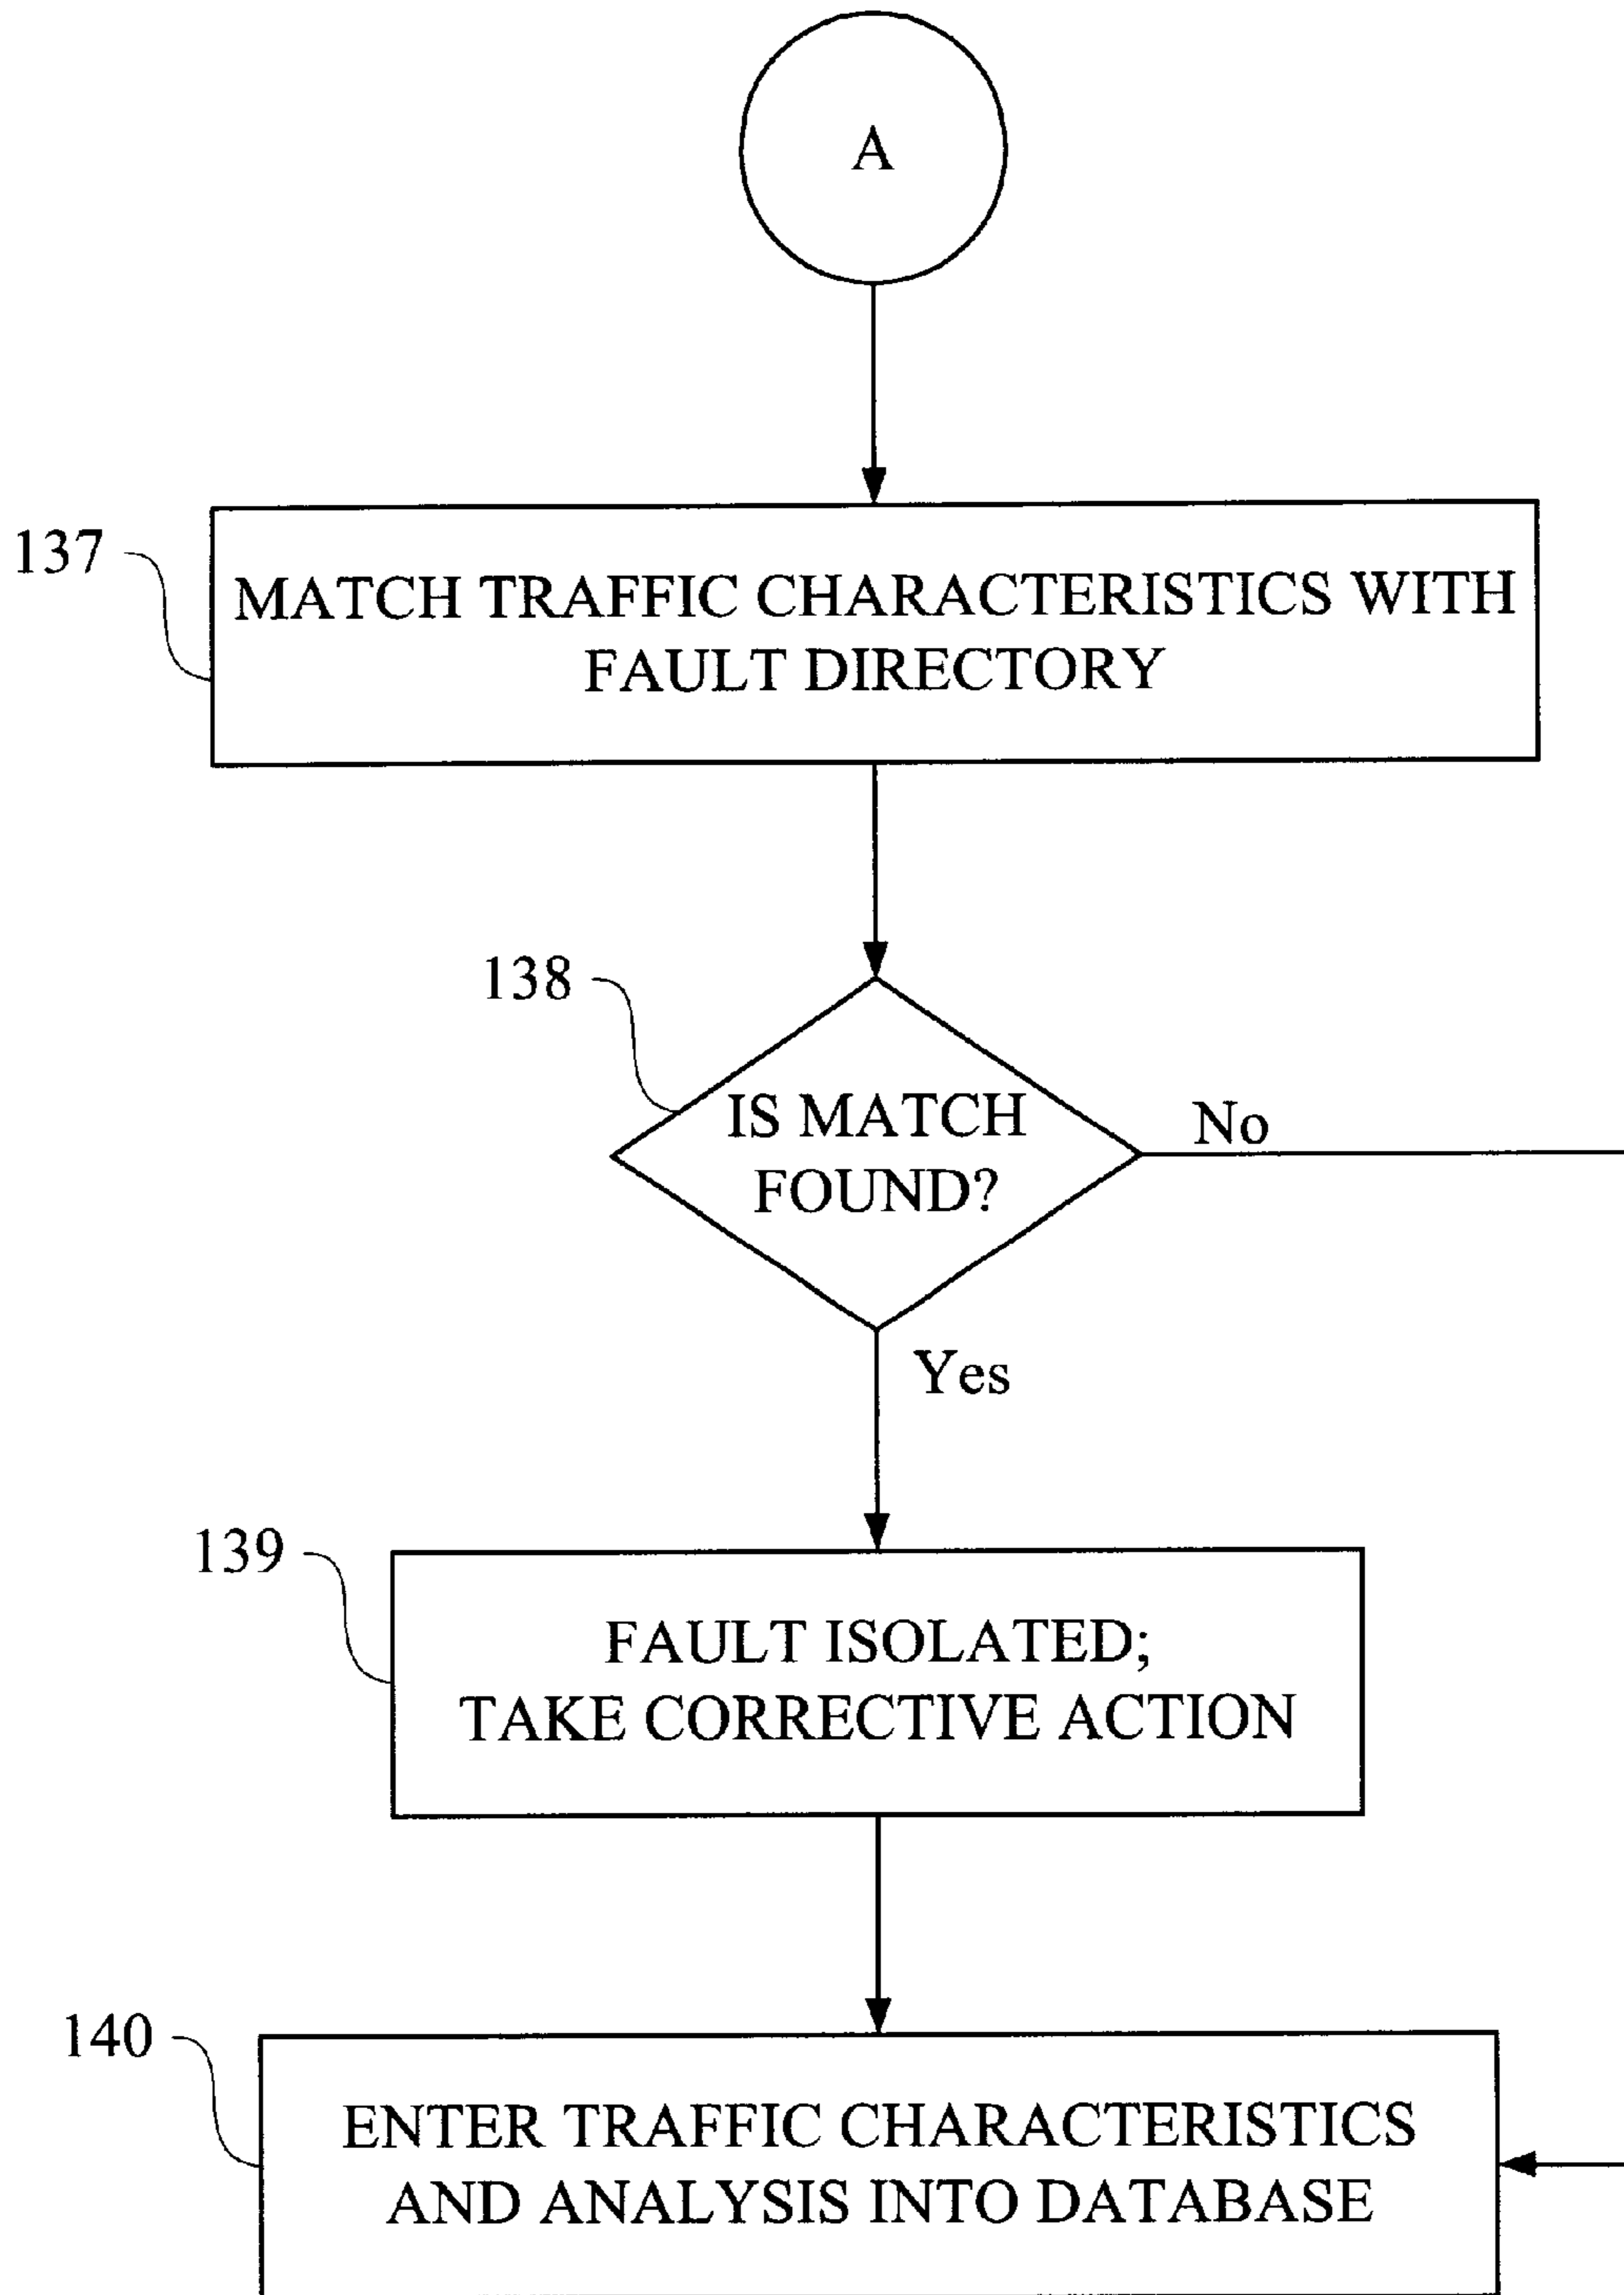 A
137
MATCH TRAFFIC CHARACTERISTICS WITH
FAULT DIRECTORY
138
IS MATCH
FOUND?
No
Yes
139
FAULT ISOLATED;
TAKE CORRECTIVE ACTION
140
ENTER TRAFFIC CHARACTERISTICS
AND ANALYSIS INTO DATABASE